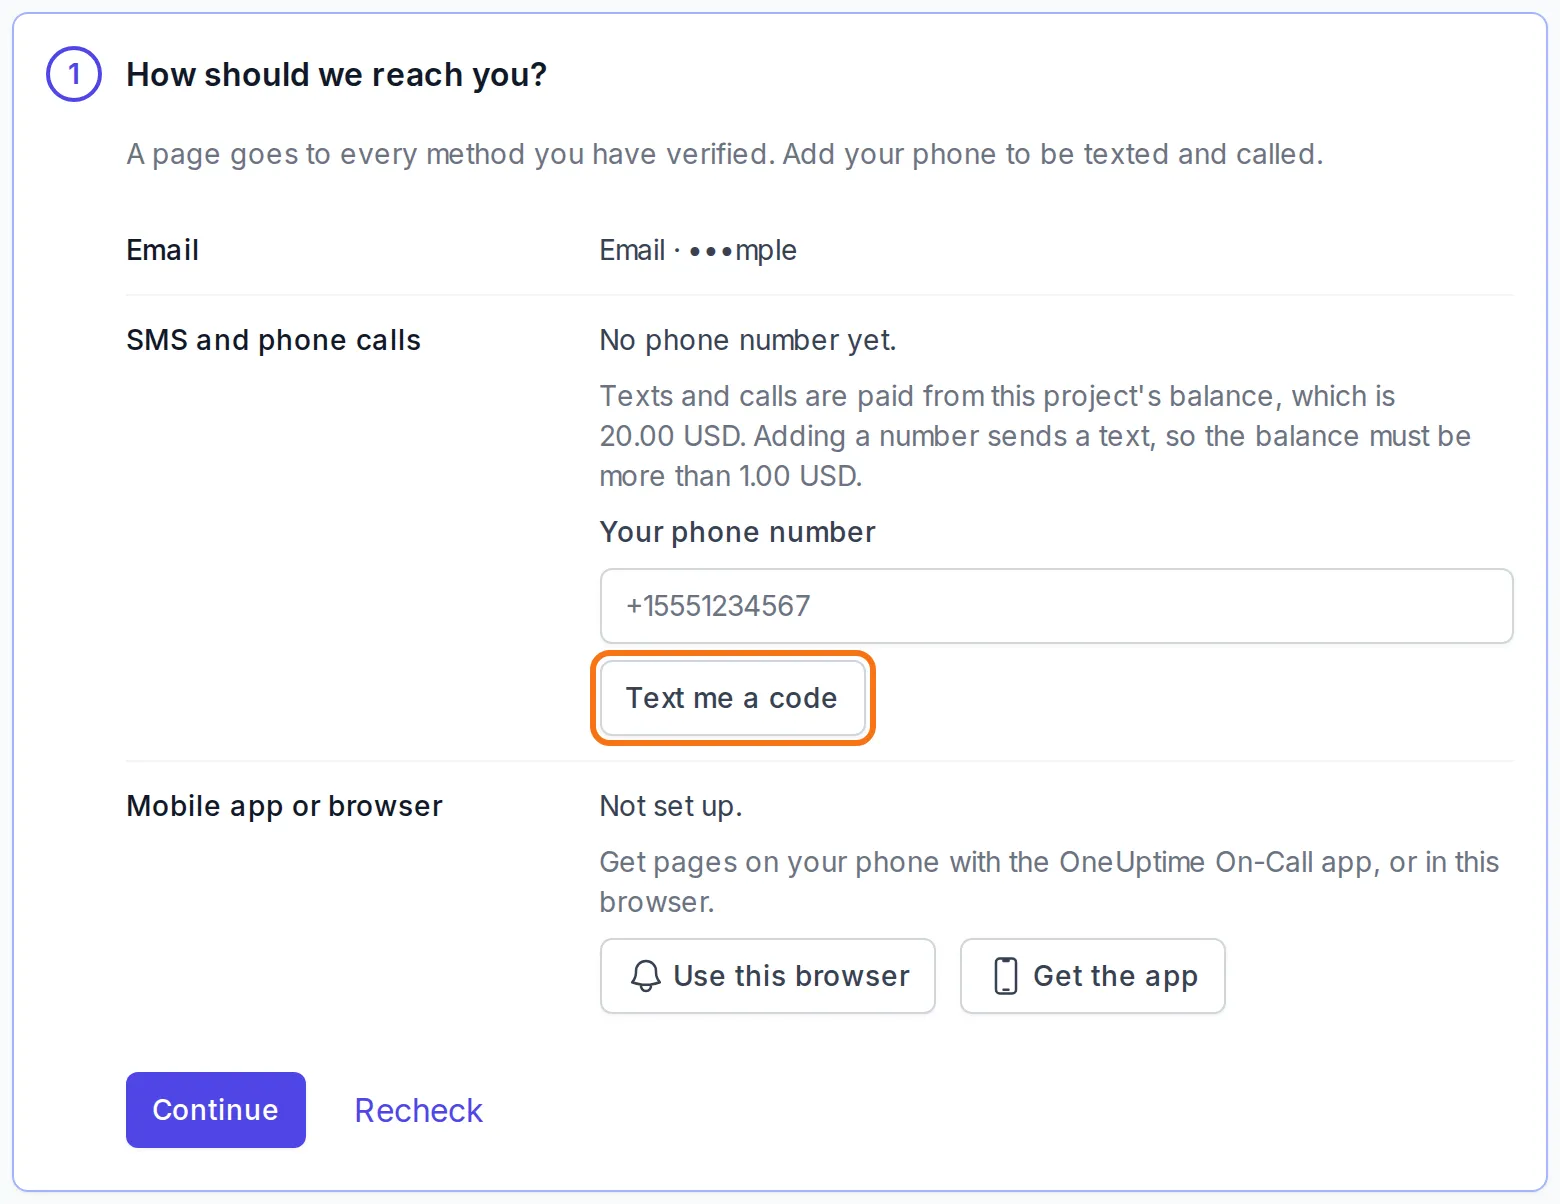 1
How should we reach you?
A page goes to every method you have verified. Add your phone to be texted and called.
Email
Email · •••mple
SMS and phone calls
No phone number yet.
Texts and calls are paid from this project's balance, which is
20.00 USD. Adding a number sends a text, so the balance must be
more than 1.00 USD.
Your phone number
+15551234567
Text me a code
Mobile app or browser
Not set up.
Get pages on your phone with the OneUptime On-Call app, or in this
browser.
Use this browser
Get the app
Continue
Recheck